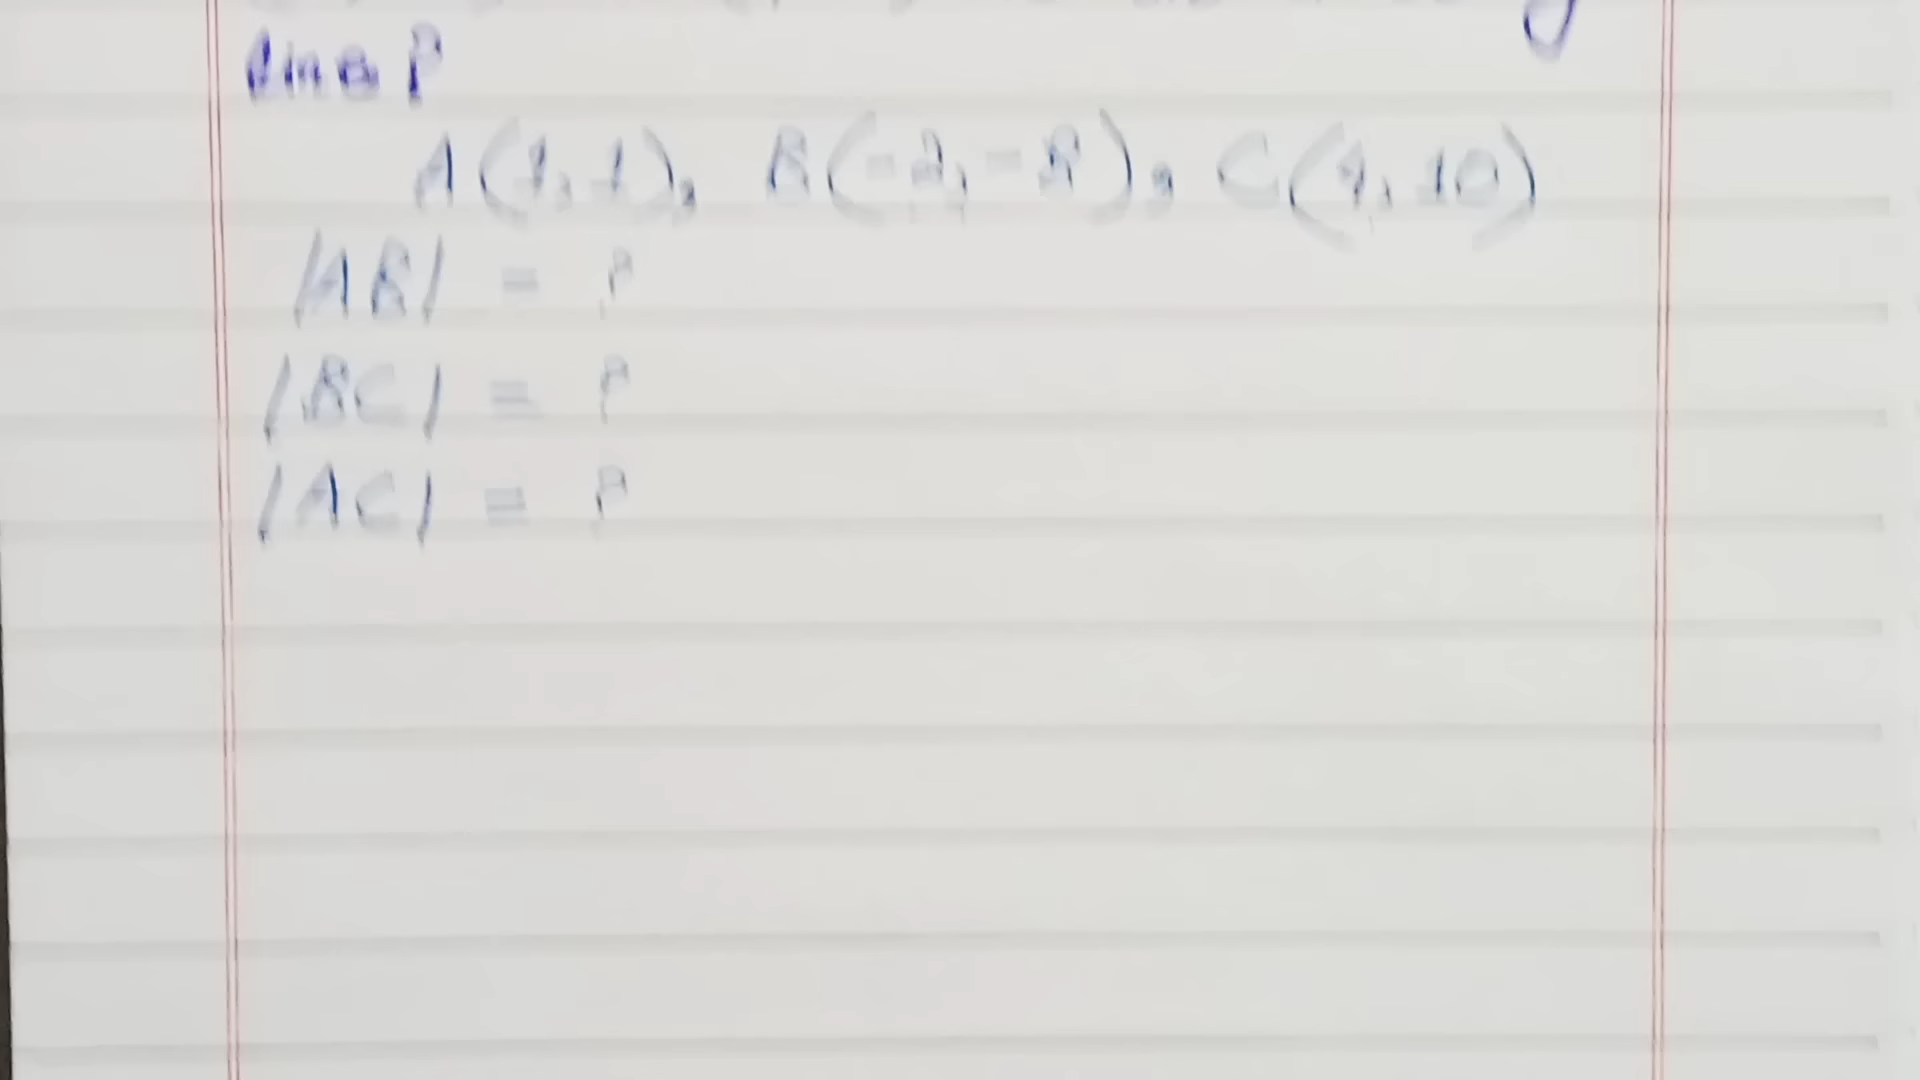 line ?
A(1, 1), B(-2, -8), C(4, 10)
|AB| = ?
|BC| = ?
|AC| = ?